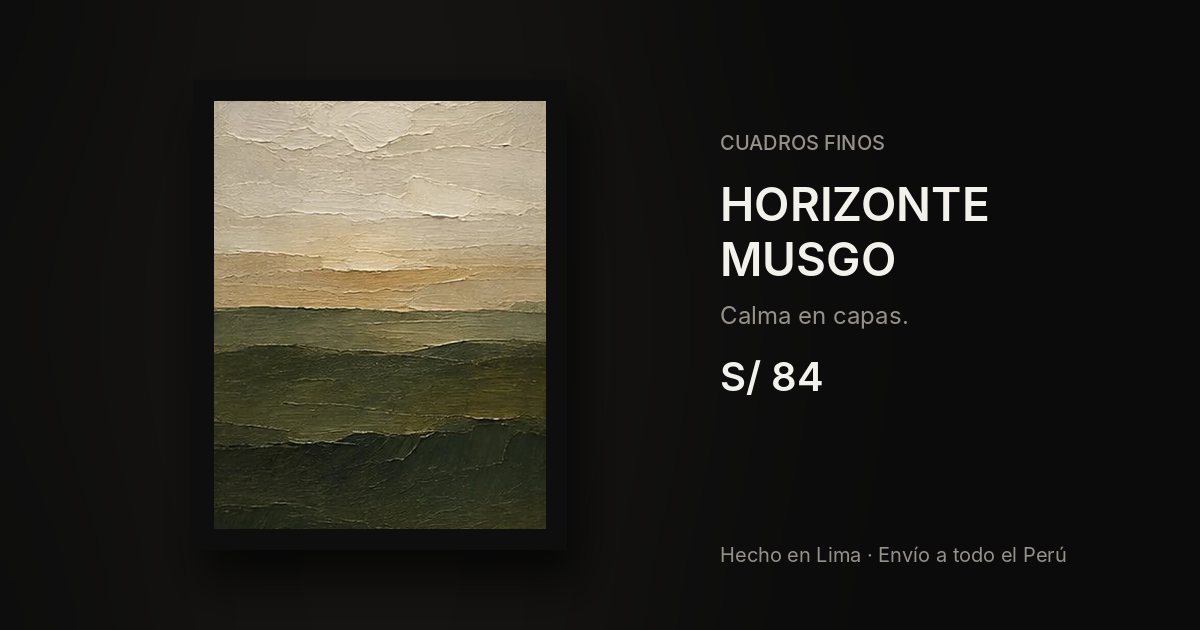 CUADROS FINOS
HORIZONTE
MUSGO
Calma en capas.
S/ 84
Hecho en Lima · Envío a todo el Perú